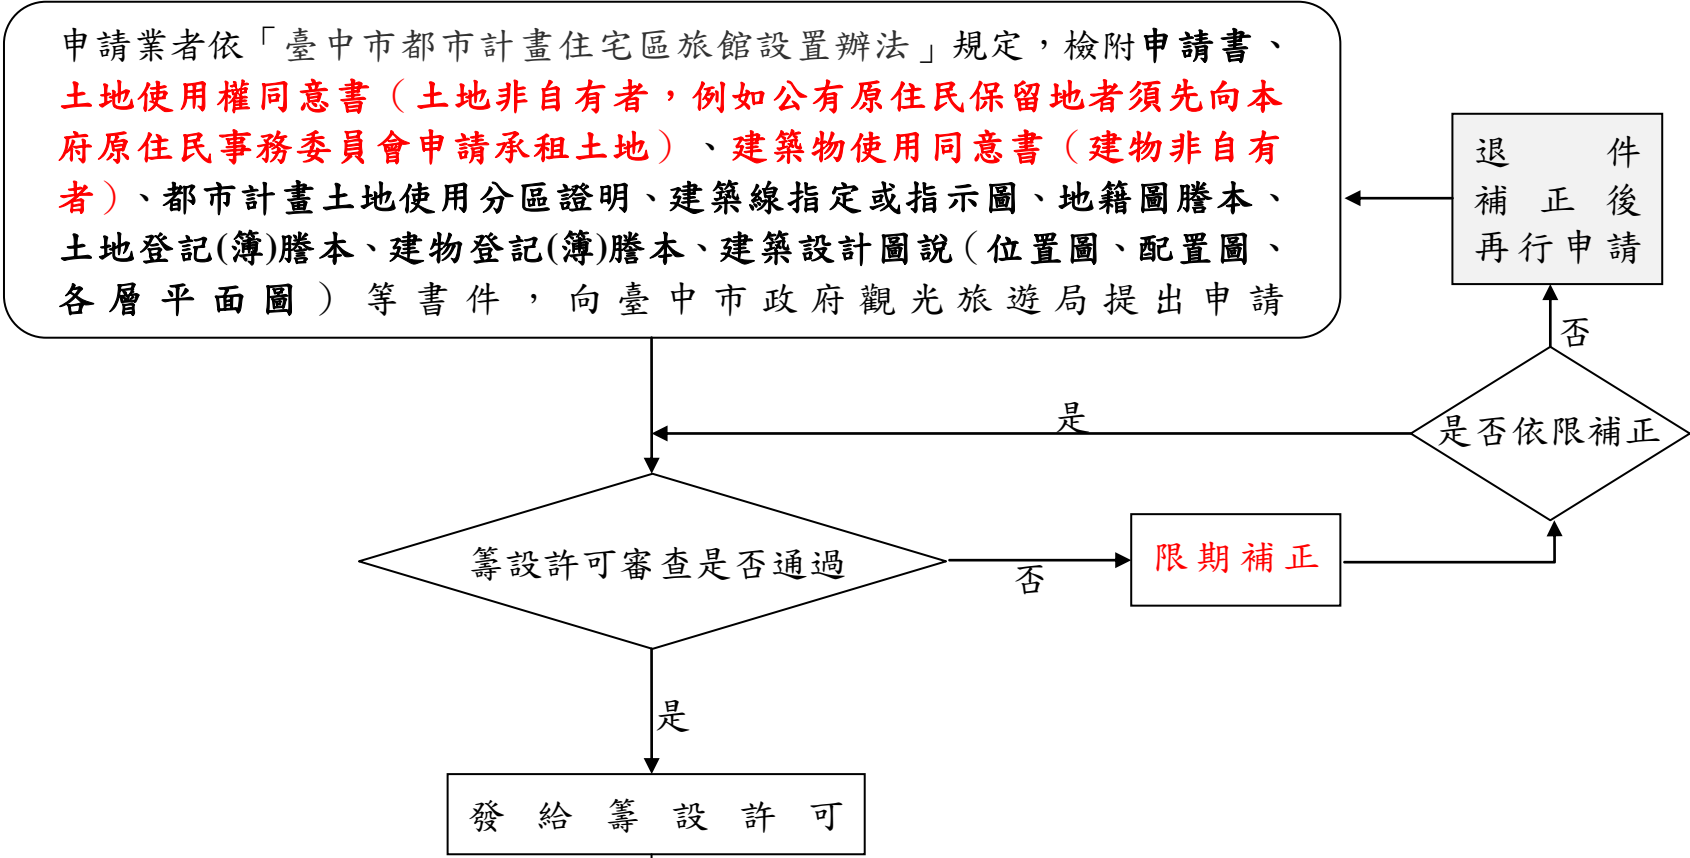 申請業者依「臺中市都市計畫住宅區旅館設置辦法」規定，檢附申請書、
土地使用權同意書（土地非自有者，例如公有原住民保留地者須先向本
府原住民事務委員會申請承租土地）、建築物使用同意書（建物非自有
者）、都市計畫土地使用分區證明、建築線指定或指示圖、地籍圖謄本、
土地登記(簿)謄本、建物登記(簿)謄本、建築設計圖說（位置圖、配置圖、
各層平面圖）等書件，向臺中市政府觀光旅遊局提出申請
退件
補正後
再行申請
否
是
是否依限補正
籌設許可審查是否通過
否
限期補正
是
發給籌設許可